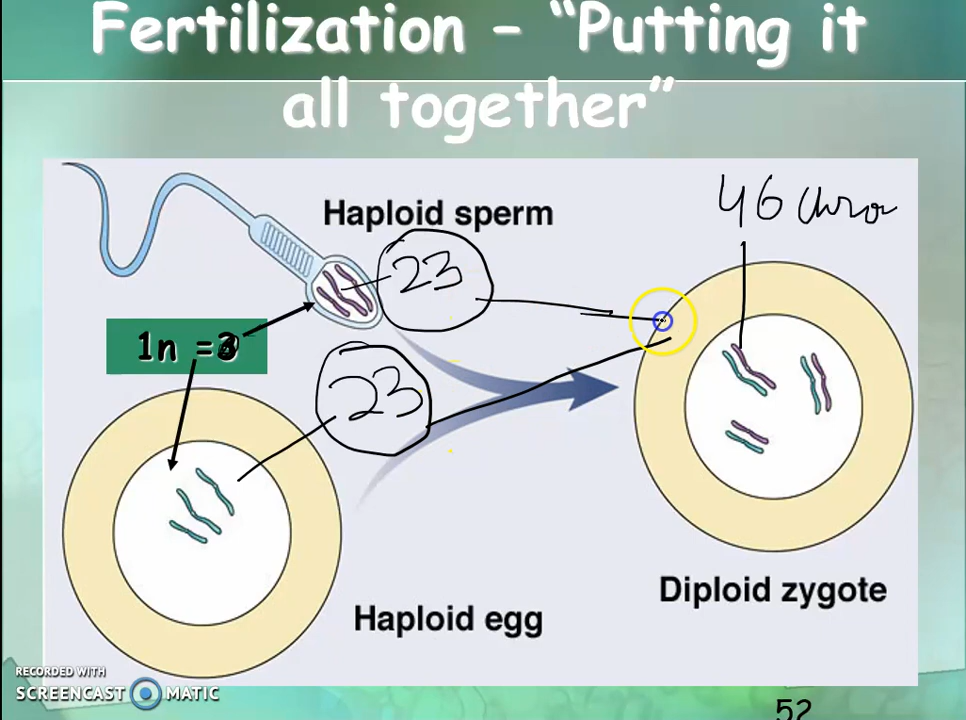 Fertilization – “Putting it
all together”
Haploid sperm
46 chro
23
1n =3
23
Haploid egg
Diploid zygote
RECORDED WITH
SCREENCAST MATIC
52